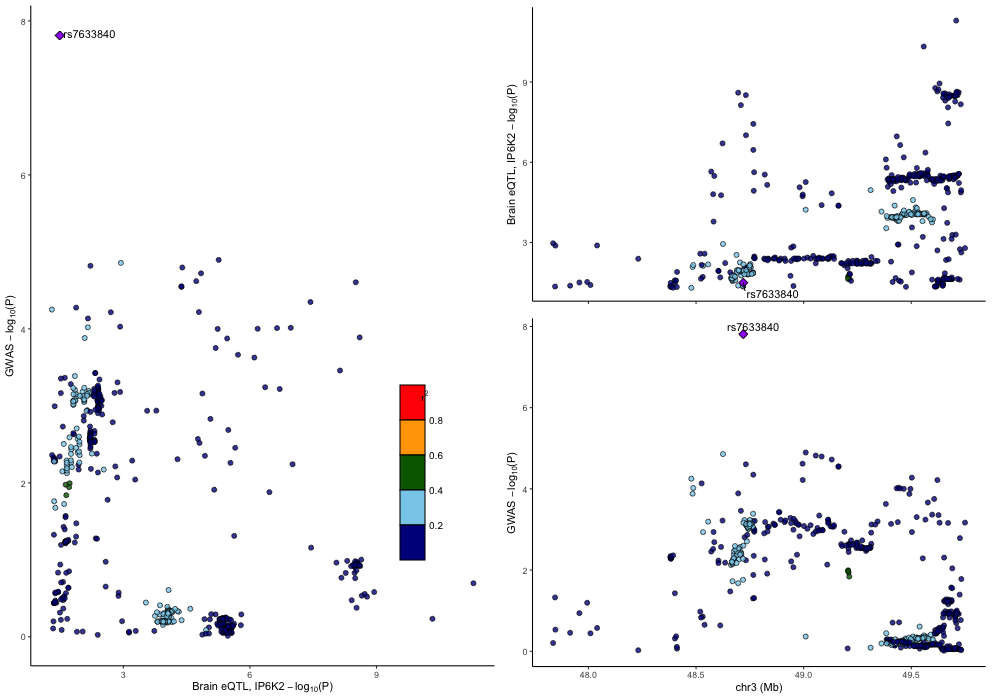 8
6
4
2
0
GWAS − log10(P)
rs7633840
r2
0.8
0.6
0.4
0.2
3
6
9
Brain eQTL, IP6K2 − log10(P)
9
6
3
Brain eQTL, IP6K2 − log10(P)
rs7633840
8
6
4
2
0
GWAS − log10(P)
rs7633840
48.0
48.5
49.0
49.5
chr3 (Mb)